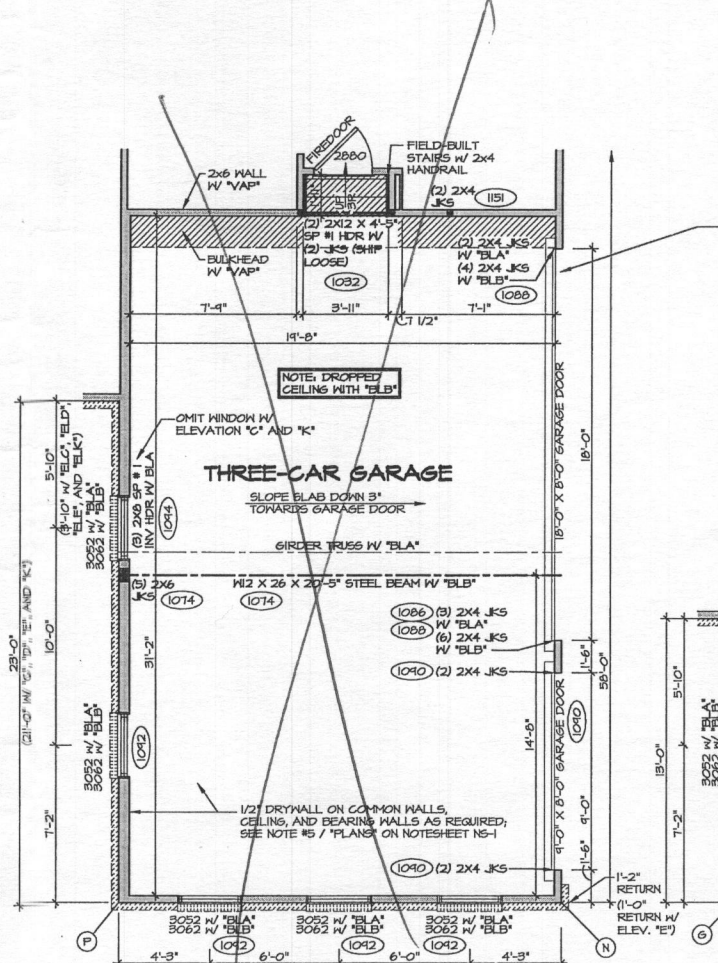 FIREDOOR
2880
FIELD-BUILT
STAIRS W/ 2x4
HANDRAIL
2x6 WALL
W/ "VAP"
UP
3R
(2) 2X4
JKS
1151
BULKHEAD
W/ "VAP"
(2) 2X12 X 4'-5"
SP #1 HDR W/
(2) JKS (SHIP
LOOSE)
1032
(2) 2X4 JKS
W/ "BLA"
(4) 2X4 JKS
W/ "BLB"
1088
7'-9"
3'-11"
7'-1"
7 1/2"
19'-8"
NOTE: DROPPED
CEILING WITH "BLB"
OMIT WINDOW W/
ELEVATION "C" AND "K"
THREE-CAR GARAGE
SLOPE SLAB DOWN 3"
TOWARDS GARAGE DOOR
GIRDER TRUSS W/ "BLA"
W12 X 26 X 20'-5" STEEL BEAM W/ "BLB"
(5) 2X6
JKS
1074
1074
(3) 2X8 SP # 1
INV HDR W/ BLA
1094
5'-10"
(3'-10" W/ "ELC", "ELD",
"ELE", AND "ELK")
3052 W/ "BLA"
3062 W/ "BLB"
23'-0"
(21'-0" W/ "C", "D", "E", AND "K")
10'-0"
31'-2"
3052 W/ "BLA"
3062 W/ "BLB"
1092
7'-2"
1086
(3) 2X4 JKS
W/ "BLA"
1088
(6) 2X4 JKS
W/ "BLB"
1090
(2) 2X4 JKS
18'-0" X 8'-0" GARAGE DOOR
18'-0"
58'-0"
1'-6"
1090
14'-8"
9'-0" X 8'-0" GARAGE DOOR
9'-0"
1'-6"
1/2" DRYWALL ON COMMON WALLS,
CEILING, AND BEARING WALLS AS REQUIRED;
SEE NOTE #5 / "PLANS" ON NOTESHEET NS-1
1090
(2) 2X4 JKS
1'-2"
RETURN
(1'-0"
RETURN W/
ELEV. "E")
13'-0"
5'-10"
3052 W/ "BLA"
3062 W/ "BLB"
7'-2"
P
N
G
3052 W/ "BLA"
3062 W/ "BLB"
1092
3052 W/ "BLA"
3062 W/ "BLB"
1092
3052 W/ "BLA"
3062 W/ "BLB"
1092
4'-3"
6'-0"
6'-0"
4'-3"